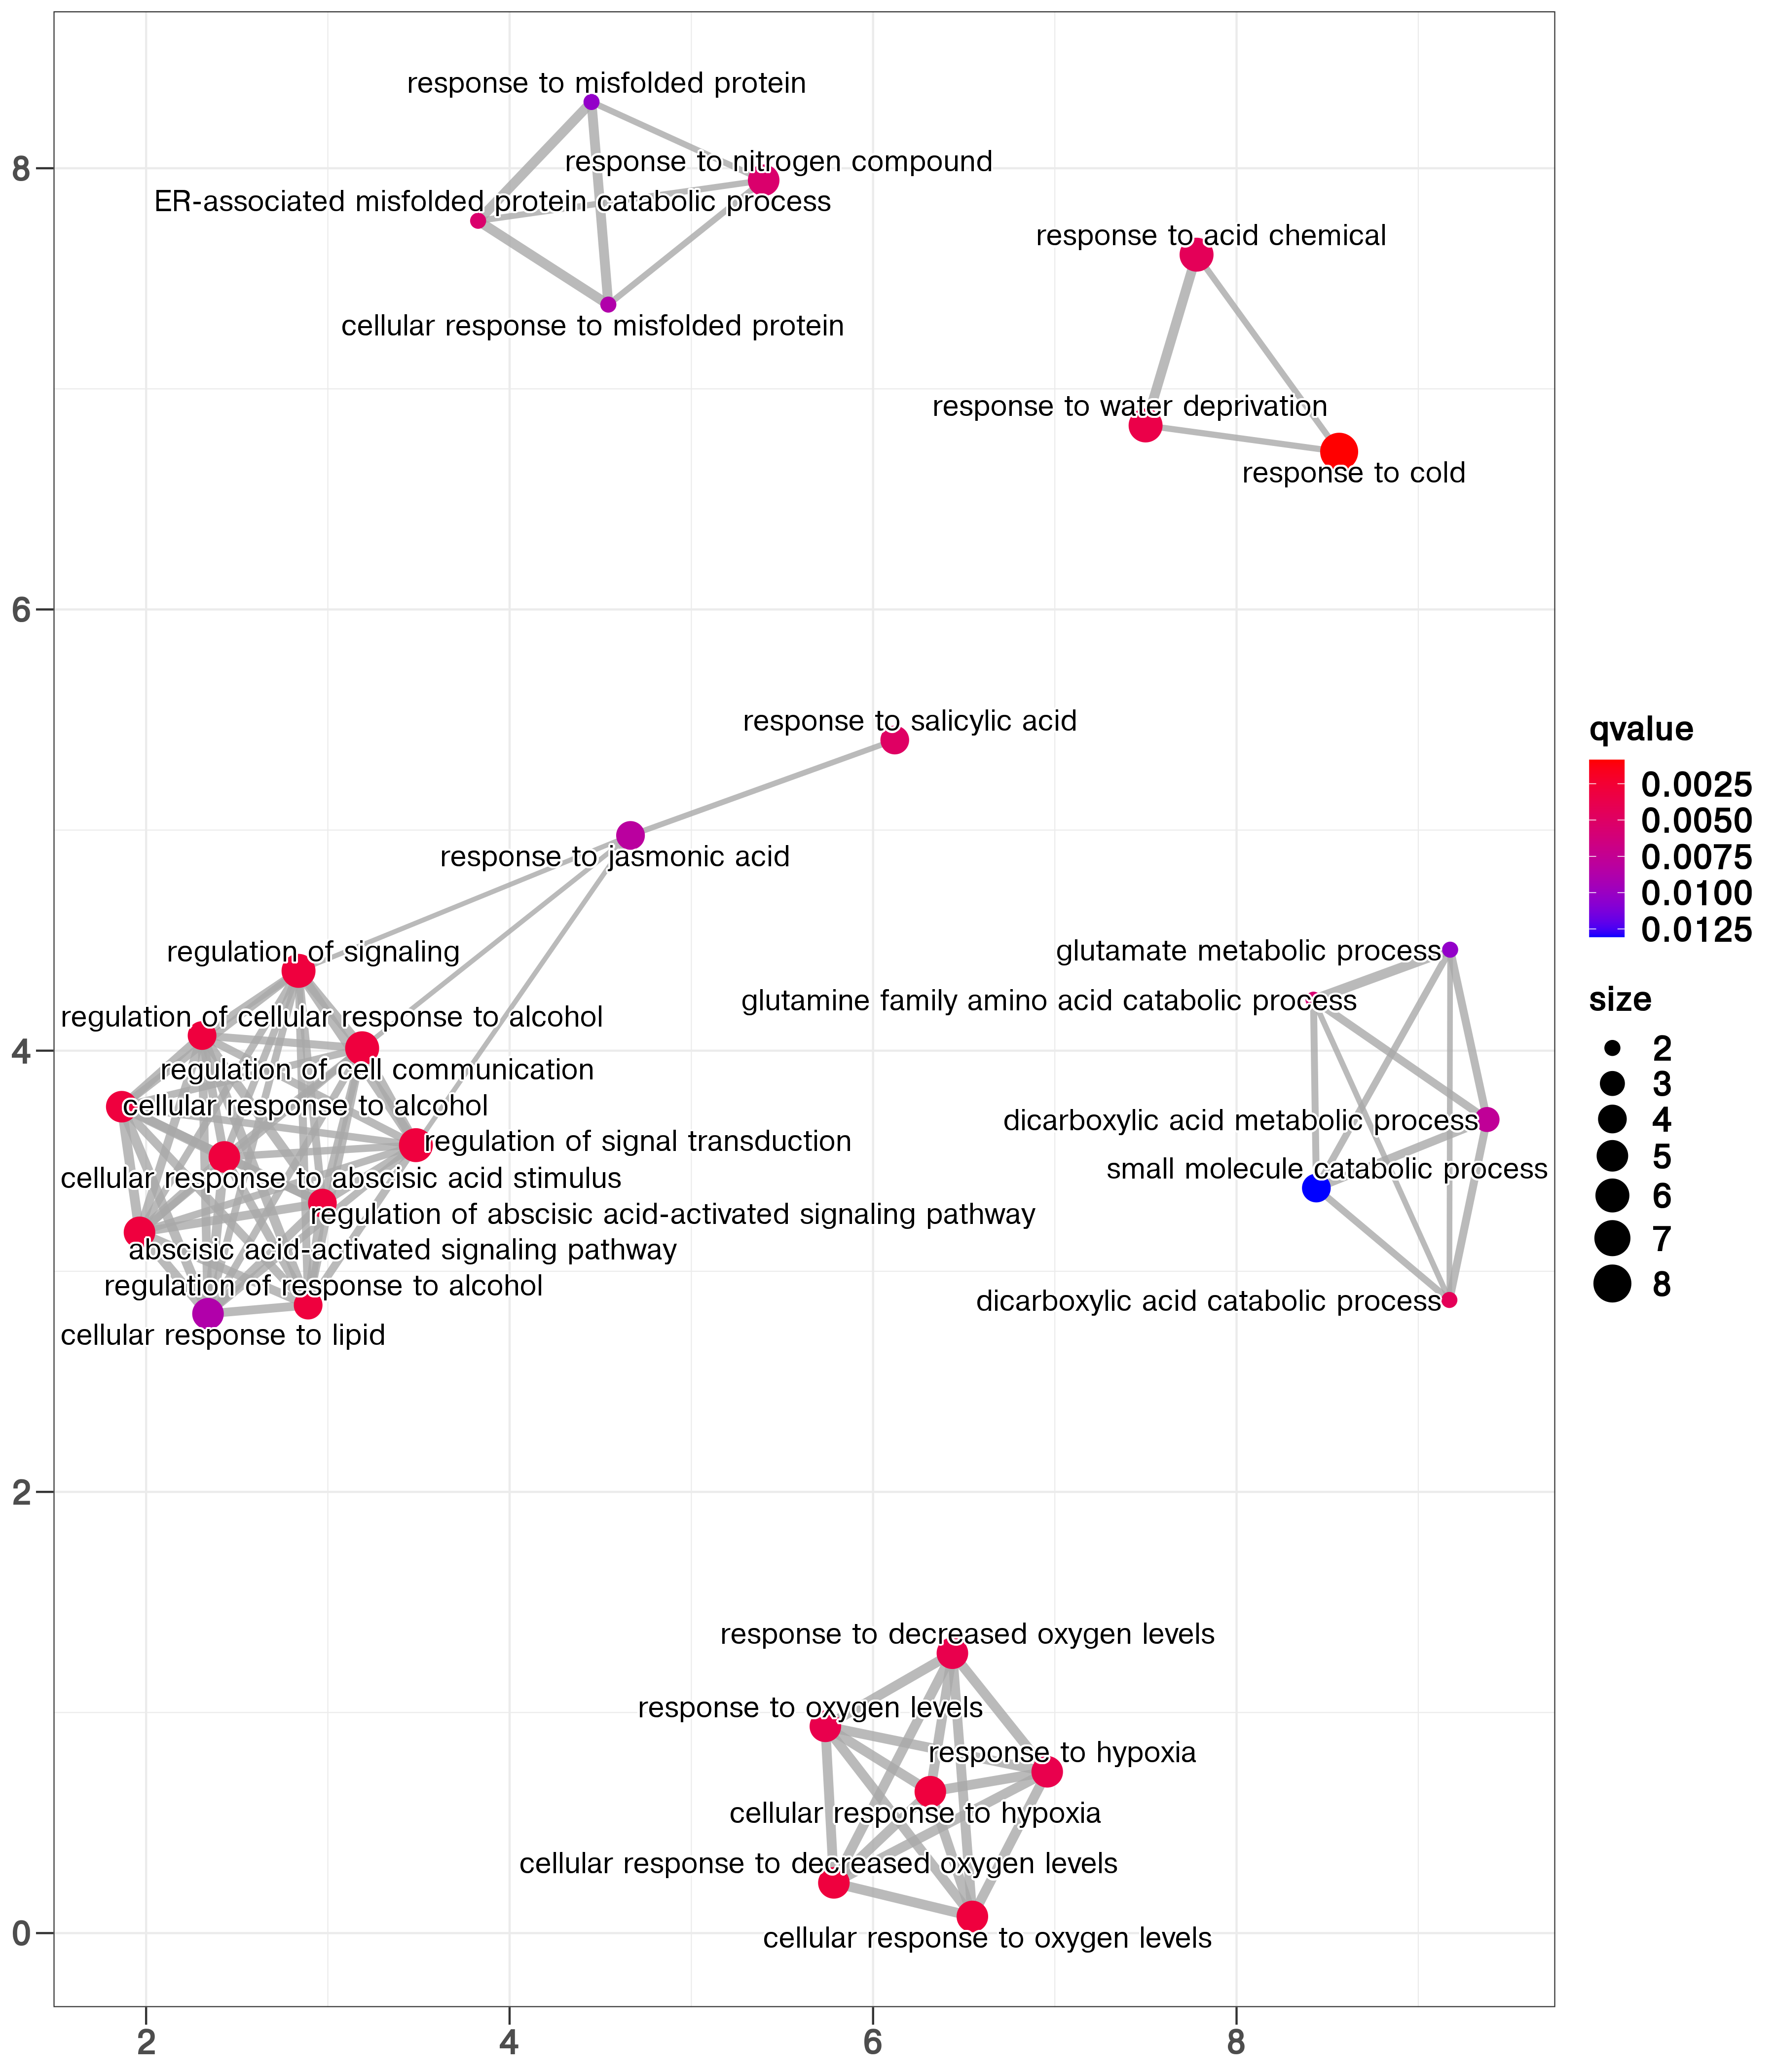 response to misfolded protein
response to nitrogen compound
ER-associated misfolded protein catabolic process
cellular response to misfolded protein
response to acid chemical
response to water deprivation
response to cold
response to salicylic acid
response to jasmonic acid
regulation of signaling
regulation of cellular response to alcohol
regulation of cell communication
cellular response to alcohol
regulation of signal transduction
cellular response to abscisic acid stimulus
regulation of abscisic acid-activated signaling pathway
abscisic acid-activated signaling pathway
regulation of response to alcohol
cellular response to lipid
glutamate metabolic process
glutamine family amino acid catabolic process
dicarboxylic acid metabolic process
small molecule catabolic process
dicarboxylic acid catabolic process
response to decreased oxygen levels
response to oxygen levels
response to hypoxia
cellular response to hypoxia
cellular response to decreased oxygen levels
cellular response to oxygen levels
8
6
4
2
0
2
4
6
8
qvalue
0.0025
0.0050
0.0075
0.0100
0.0125
size
2
3
4
5
6
7
8